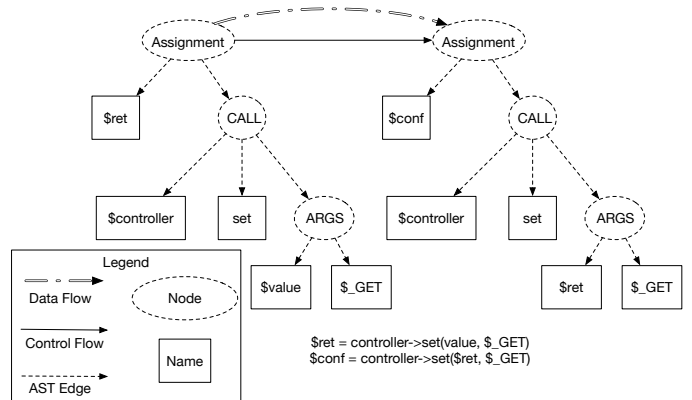 Assignment Assignment
$ret CALL $conf CALL
$controller set ARGS $controller set ARGS
Legend
$value $_GET $ret $_GET
Data Flow Node
Control Flow
Name
AST Edge
$ret = controller->set(value, $_GET)
$conf = controller->set($ret, $_GET)